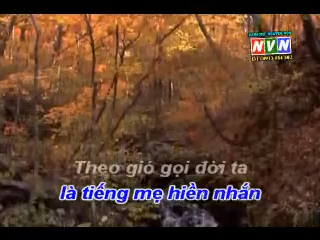 NVN
Theo gió gọi đời ta
là tiếng mẹ hiền nhắn